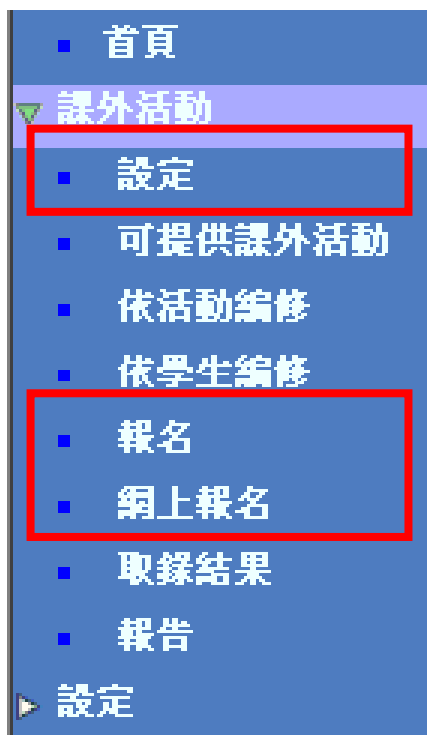 首頁
課外活動
設定
可提供課外活動
依活動編修
依學生編修
報名
網上報名
取錄結果
報告
設定